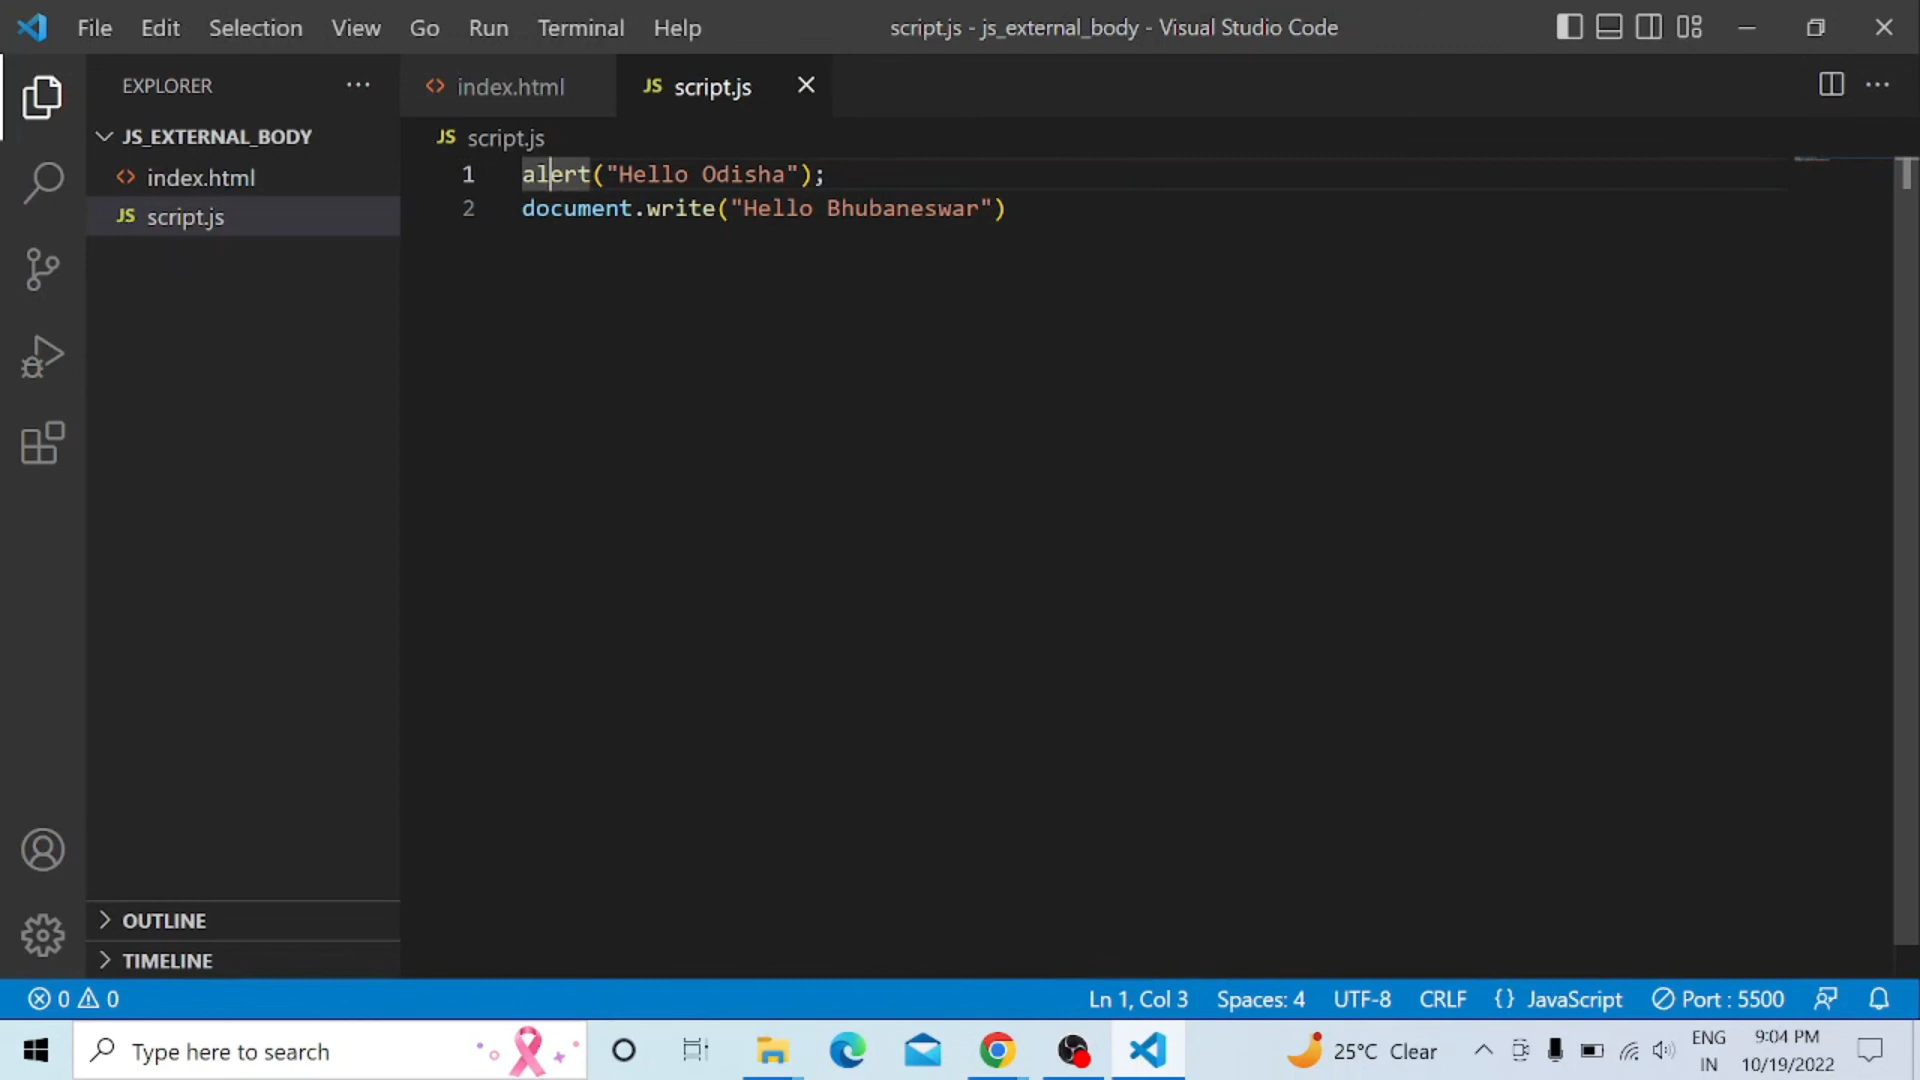 File Edit Selection View Go Run Terminal Help script.js - js_external_body - Visual Studio Code
EXPLORER
JS_EXTERNAL_BODY
<> index.html
JS script.js
OUTLINE
TIMELINE
<> index.html JS script.js
JS script.js
1 alert("Hello Odisha");
2 document.write("Hello Bhubaneswar")
0 0 Ln 1, Col 3 Spaces: 4 UTF-8 CRLF {} JavaScript Port : 5500
Type here to search
25°C Clear
ENG
IN
9:04 PM
10/19/2022